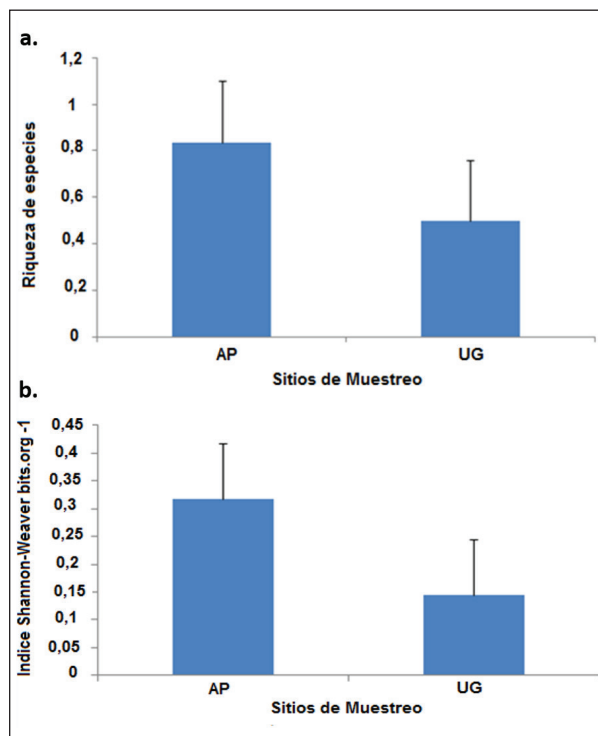 a.
1,2
1
0,8
0,6
0,4
0,2
0
Riqueza de especies
AP
UG
Sitios de Muestreo
b.
0,45
0,4
0,35
0,3
0,25
0,2
0,15
0,1
0,05
0
Indice Shannon-Weaver bits.org -1
AP
UG
Sitios de Muestreo